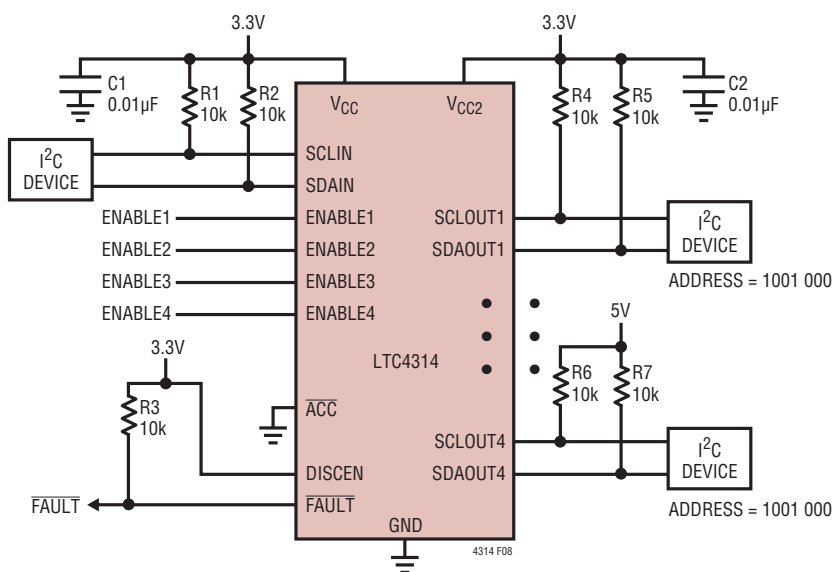 3.3V
3.3V
C1
0.01µF
R1
10k
R2
10k
VCC
VCC2
R4
10k
R5
10k
C2
0.01µF
I2C
DEVICE
SCLIN
SDAIN
ENABLE1
ENABLE1
ENABLE2
ENABLE2
ENABLE3
ENABLE3
ENABLE4
ENABLE4
SCLOUT1
SDAOUT1
I2C
DEVICE
ADDRESS = 1001 000
5V
3.3V
LTC4314
R3
10k
ACC
R6
10k
R7
10k
SCLOUT4
SDAOUT4
I2C
DEVICE
ADDRESS = 1001 000
DISCEN
FAULT
FAULT
GND
4314 F08